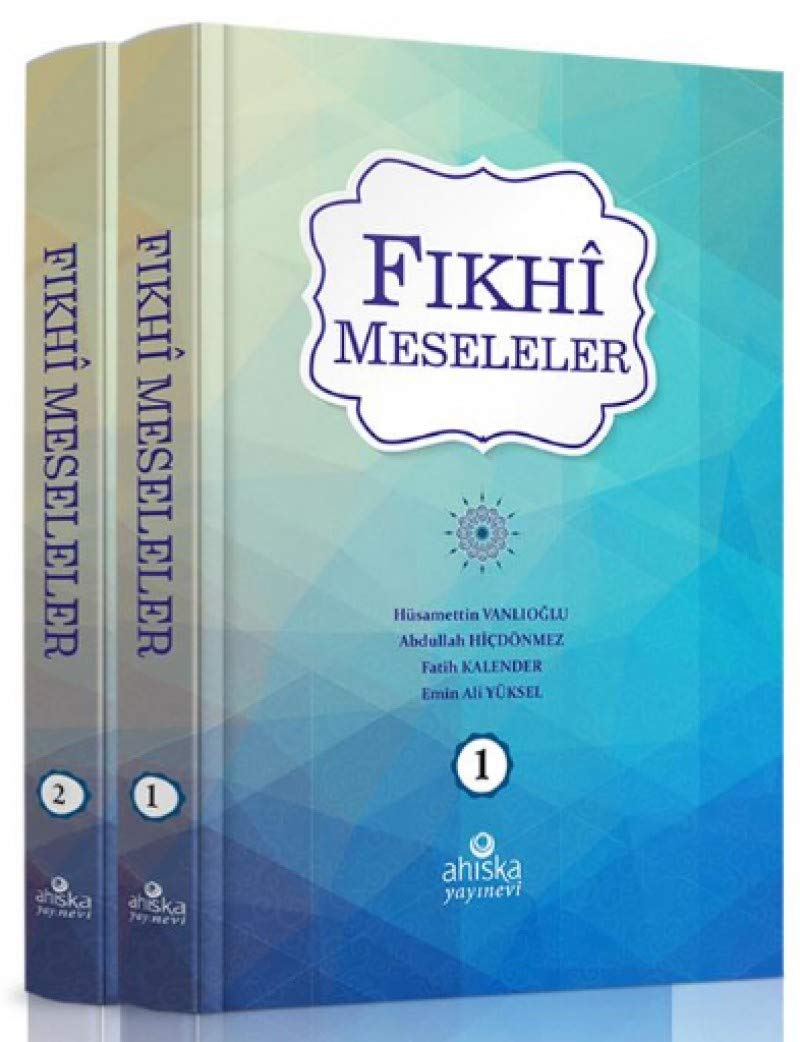 FIKHÎ MESELELER
2
ahıska
yayınevi
FIKHÎ MESELELER
1
ahıska
yayınevi
FIKHÎ
MESELELER
Hüsamettin VANLIOĞLU
Abdullah HİÇDÖNMEZ
Fatih KALENDER
Emin Ali YÜKSEL
1
ahıska
yayınevi